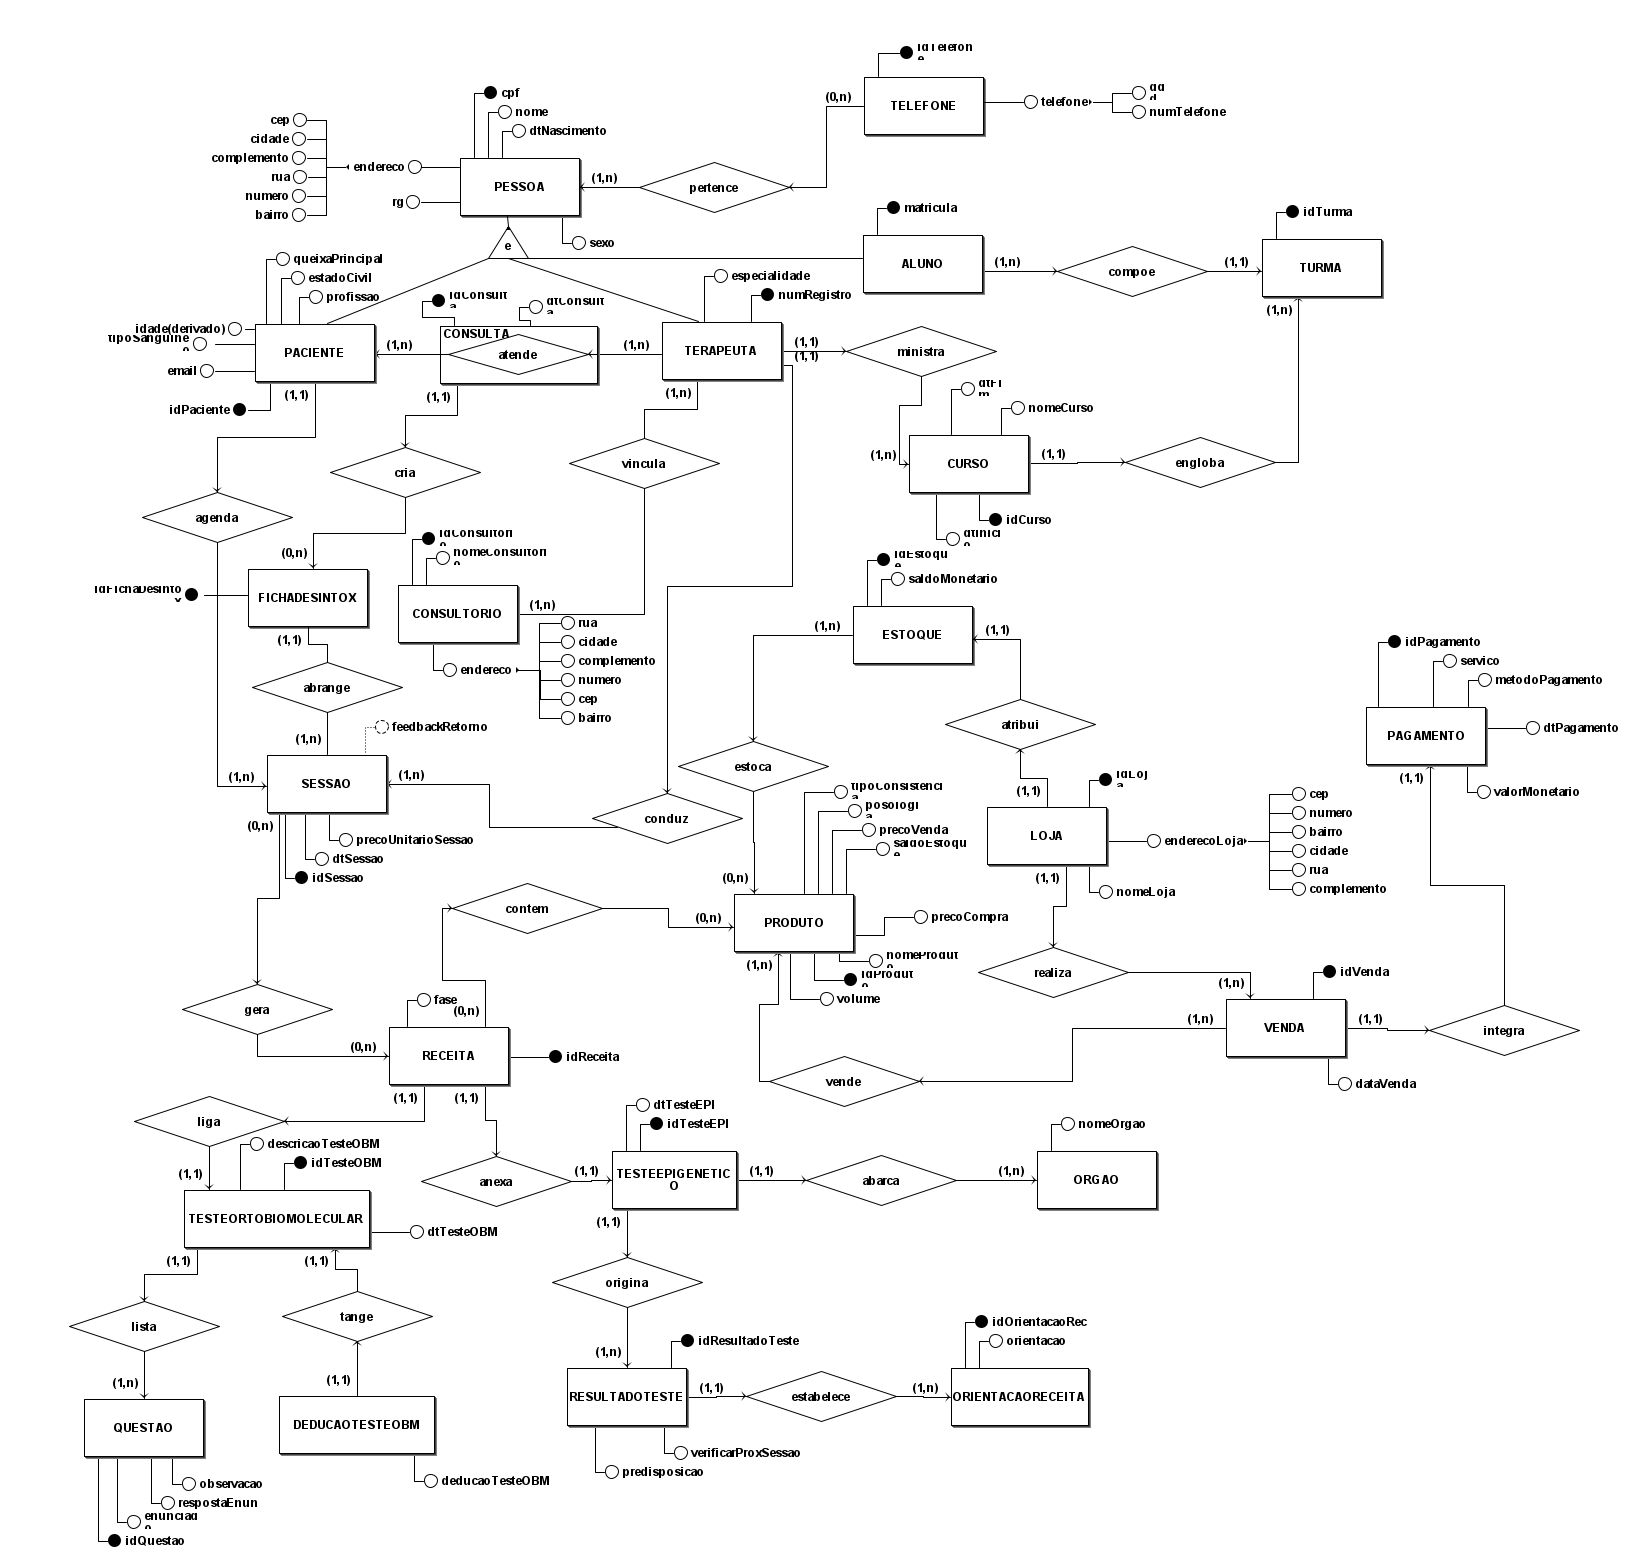 idTelefone
TELEFONE
(0,n)
telefone
numTelefone
cpf
nome
dtNascimento
cep
cidade
complemento
rua
numero
bairro
endereco
rg
PESSOA
(1,n)
pertence
sexo
e
matricula
ALUNO
(1,n)
compoe
(1,1)
idTurma
TURMA
(1,n)
queixaPrincipal
estadoCivil
profissao
idade(derivado)
tipoSanguineo
email
PACIENTE
idPaciente
(1,1)
(1,n)
idConsulta
dtConsulta
CONSULTA
atende
(1,n)
(1,1)
especialidade
numRegistro
TERAPEUTA
(1,n)
(1,1)
(1,1)
ministra
dtFim
nomeCurso
(1,n)
CURSO
(1,1)
engloba
idCurso
dtInicio
cria
vincula
agenda
(0,n)
idFichaDesintox
FICHADESINTOX
(1,1)
idConsultorio
nomeConsultorio
CONSULTORIO
(1,n)
endereco
rua
cidade
complemento
numero
cep
bairro
idEstoque
saldoMonetario
ESTOQUE
(1,n)
(1,1)
abrange
(1,n)
feedbackRetorno
SESSAO
(1,n)
(1,n)
(0,n)
precoUnitarioSessao
dtSessao
idSessao
conduz
estoca
atribui
(1,1)
idLoja
LOJA
(1,1)
nomeLoja
enderecoLoja
cep
numero
bairro
cidade
rua
complemento
idPagamento
servico
metodoPagamento
PAGAMENTO
dtPagamento
(1,1)
valorMonetario
tipoConsistencia
posologia
precoVenda
saldoEstoque
(0,n)
PRODUTO
precoCompra
nomeProduto
idProduto
volume
(1,n)
contem
(0,n)
realiza
(1,n)
idVenda
VENDA
(1,n)
(1,1)
integra
dataVenda
vende
gera
(0,n)
fase
(0,n)
RECEITA
idReceita
(1,1)
(1,1)
liga
(1,1)
descricaoTesteOBM
idTesteOBM
TESTEORTOBIOMOLECULAR
dtTesteOBM
(1,1)
(1,1)
anexa
(1,1)
dtTesteEPI
idTesteEPI
TESTEEPIGENETIC
O
(1,1)
abarca
(1,n)
nomeOrgao
ORGAO
(1,1)
origina
(1,n)
lista
(1,n)
QUESTAO
observacao
respostaEnun
enunciado
idQuestao
tange
(1,1)
DEDUCAOTESTEOBM
deducaoTesteOBM
idResultadoTeste
RESULTADOTESTE
(1,1)
verificarProxSessao
predisposicao
estabelece
(1,n)
idOrientacaoRec
orientacao
ORIENTACAORECEITA